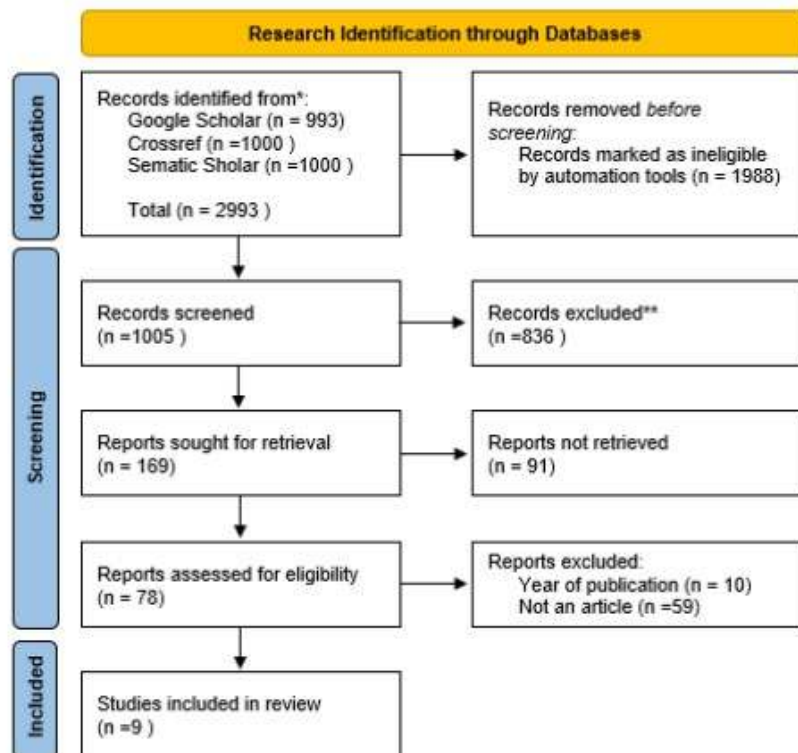 Research Identification through Databases
Identification
Records identified from*:
Google Scholar (n = 993)
Crossref (n =1000 )
Sematic Sholar (n =1000 )
Total (n = 2993 )
Records removed before
screening:
Records marked as ineligible
by automation tools (n = 1988)
Screening
Records screened
(n =1005 )
Records excluded**
(n =836 )
Reports sought for retrieval
(n = 169)
Reports not retrieved
(n = 91)
Reports assessed for eligibility
(n = 78)
Reports excluded:
Year of publication (n = 10)
Not an article (n =59)
Included
Studies included in review
(n =9 )